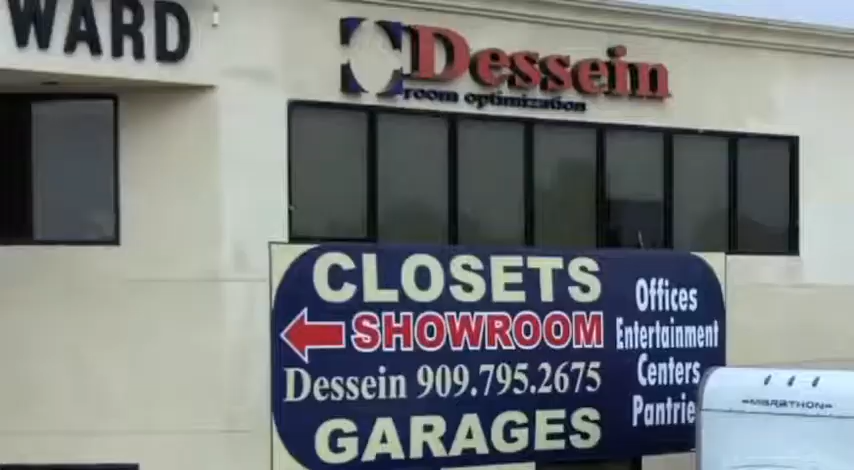 WARD
Dessein
room optimization
CLOSETS
SHOWROOM
Dessein 909.795.2675
GARAGES
Offices
Entertainment
Centers
Pantrie
MARATHON